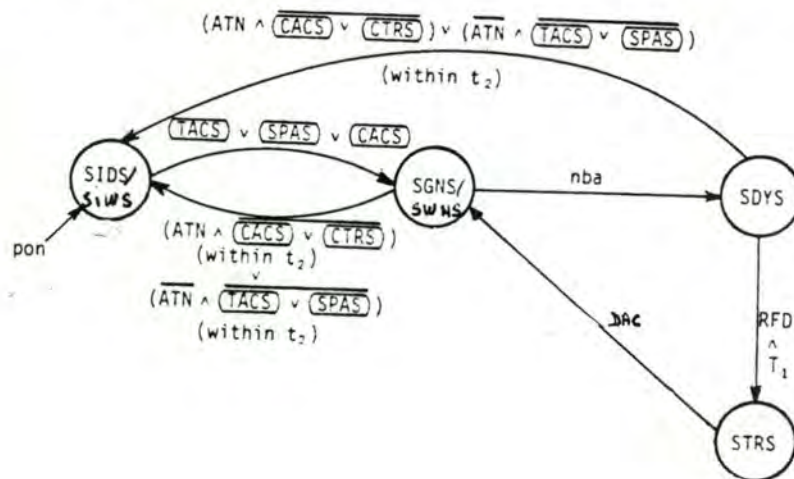 (ATN ∧ (CACS) ∨ (CTRS)) ∨ (ATN ∧ (TACS) ∨ (SPAS))
(within t₂)
(TACS) ∨ (SPAS) ∨ (CACS)
SIDS/
SIWS
SGNS/
SWNS
nba
SDYS
pon
(ATN ∧ (CACS) ∨ (CTRS))
(within t₂)
∨
(ATN ∧ (TACS) ∨ (SPAS))
(within t₂)
DAC
RFD
∧
T₁
STRS